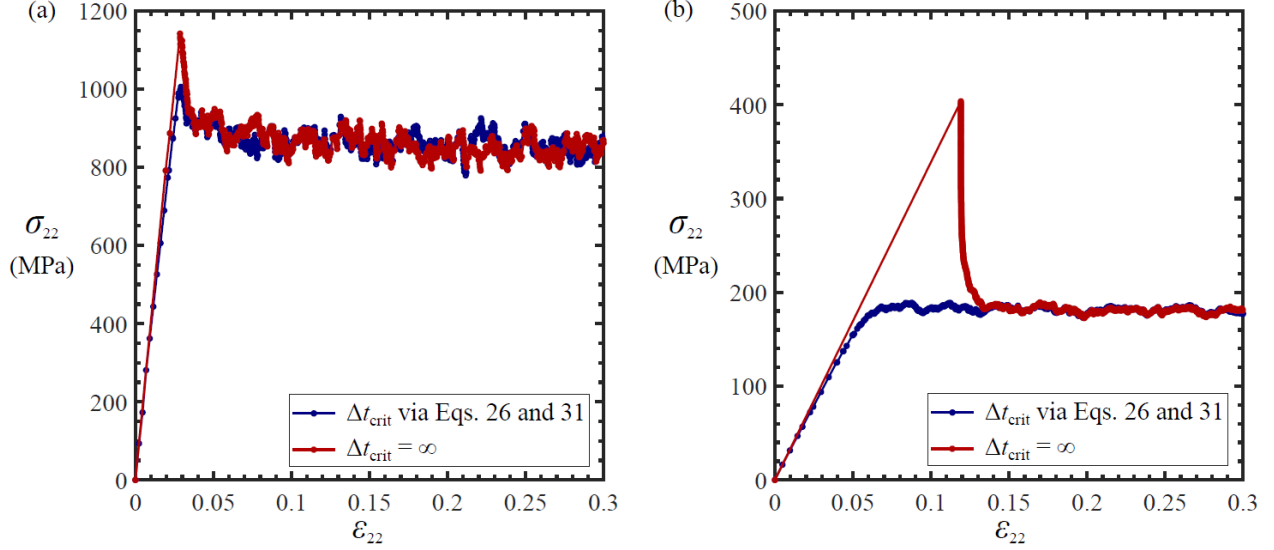 (a)
1200
1000
800
600
400
200
0
σ22
(MPa)
0 0.05 0.1 0.15 0.2 0.25 0.3
ε22
Δtcrit via Eqs. 26 and 31
Δtcrit = ∞
(b)
500
400
300
200
100
0
σ22
(MPa)
0 0.05 0.1 0.15 0.2 0.25 0.3
ε22
Δtcrit via Eqs. 26 and 31
Δtcrit = ∞